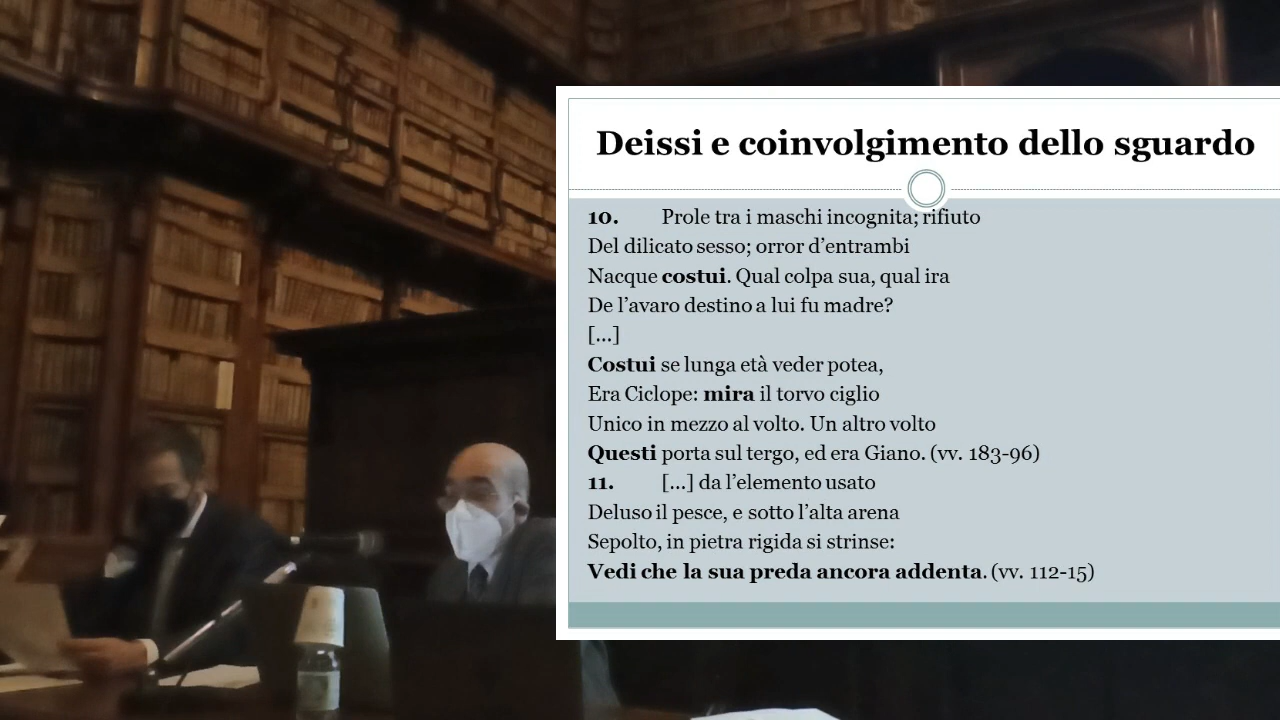 Deissi e coinvolgimento dello sguardo
10. Prole tra i maschi incognita; rifiuto
Del dilicato sesso; orror d’entrambi
Nacque costui. Qual colpa sua, qual ira
De l’avaro destino a lui fu madre?
[…]
Costui se lunga età veder potea,
Era Ciclope: mira il torvo ciglio
Unico in mezzo al volto. Un altro volto
Questi porta sul tergo, ed era Giano. (vv. 183-96)
11. […] da l’elemento usato
Deluso il pesce, e sotto l’alta arena
Sepolto, in pietra rigida si strinse:
Vedi che la sua preda ancora addenta. (vv. 112-15)